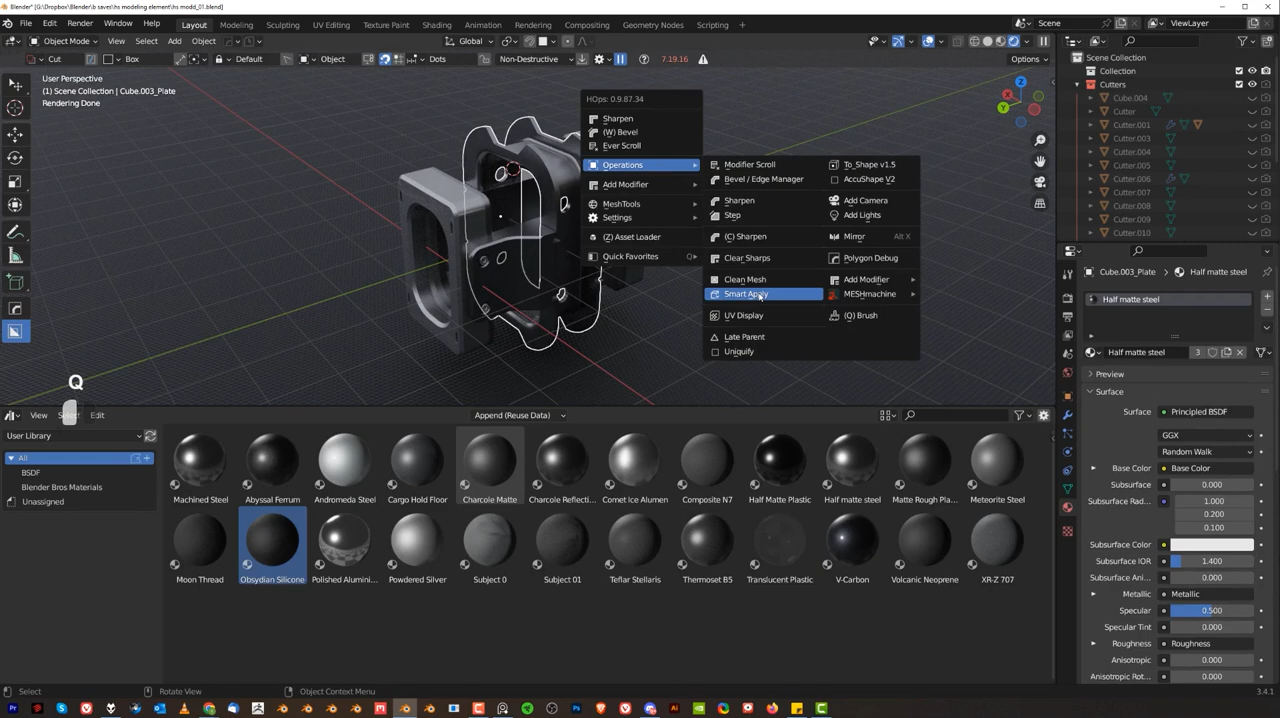 Blender* [G:\Dropbox\Blender\b saves\hs modeling element\hs modd_01.blend]
File Edit Render Window Help
Layout Modeling Sculpting UV Editing Texture Paint Shading Animation Rendering Compositing Geometry Nodes Scripting +
Scene ViewLayer
Object Mode View Select Add Object Global
Cut Box Default Object Dots Non-Destructive 7.19.16 Options
User Perspective
(1) Scene Collection | Cube.003_Plate
Rendering Done
Z
X
HOps: 0.9.87.34
Sharpen
(W) Bevel
Ever Scroll
Operations
Add Modifier
MeshTools
Settings
(Z) Asset Loader
Quick Favorites Q
Modifier Scroll
Bevel / Edge Manager
Sharpen
Step
(C) Sharpen
Clear Sharps
Clean Mesh
Smart Apply
UV Display
Late Parent
Uniquify
To_Shape v1.5
AccuShape V2
Add Camera
Add Lights
Mirror Alt X
Polygon Debug
Add Modifier
MESHmachine
(Q) Brush
Q
Scene Collection
Collection
Cutters
Cube.004
Cutter
Cutter.001
Cutter.003
Cutter.004
Cutter.005
Cutter.006
Cutter.007
Cutter.008
Cutter.009
Cutter.010
Cube.003_Plate Half matte steel
Half matte steel
Half matte steel 3
Preview
Surface
Surface Principled BSDF
GGX
Random Walk
Base Color Base Color
Subsurface 0.000
Subsurface Rad... 1.000
0.200
0.100
Subsurface Color
Subsurface IOR 1.400
Subsurface Ani... 0.000
Metallic Metallic
Specular 0.500
Specular Tint 0.000
Roughness Roughness
Anisotropic 0.000
Anisotropic Rot... 0.000
View Select Edit Append (Reuse Data)
User Library
All
BSDF
Blender Bros Materials
Unassigned
Machined Steel Abyssal Ferrum Andromeda Steel Cargo Hold Floor Charcole Matte Charcole Reflecti... Comet Ice Alumen Composite N7 Half Matte Plastic Half matte steel Matte Rough Pla... Meteorite Steel
Moon Thread Obsydian Silicone Polished Alumini... Powdered Silver Subject 0 Subject 01 Teflar Stellaris Thermoset B5 Translucent Plastic V-Carbon Volcanic Neoprene XR-Z 707
Select Rotate View Object Context Menu 3.4.1